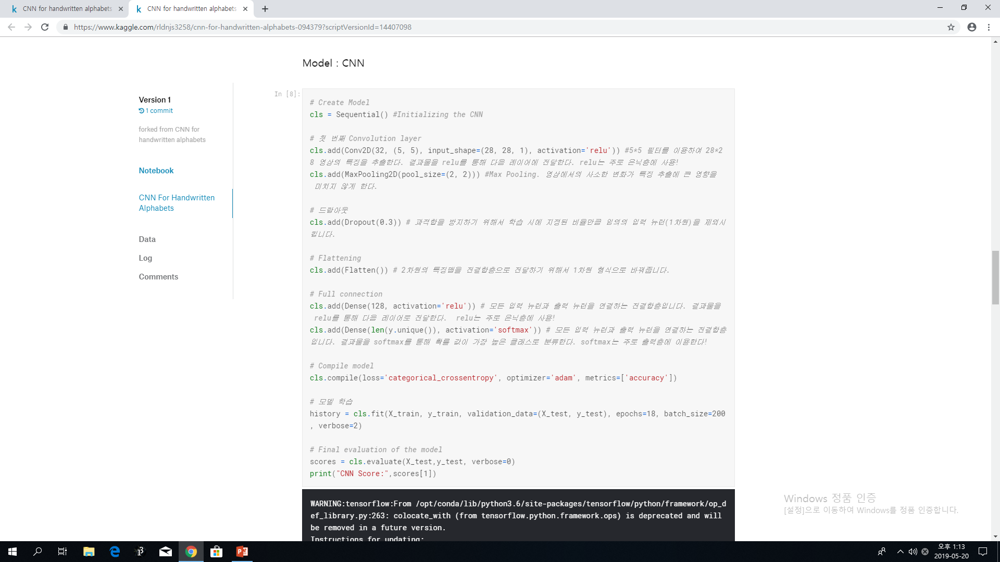 CNN for handwritten alphabets
CNN for handwritten alphabets
https://www.kaggle.com/rldnjs3258/cnn-for-handwritten-alphabets-094379?scriptVersionId=14407098
Model : CNN
Version 1
1 commit
forked from CNN for
handwritten alphabets
Notebook
CNN For Handwritten
Alphabets
Data
Log
Comments
In [8]:
# Create Model
cls = Sequential() #Initializing the CNN
# 첫 번째 Convolution layer
cls.add(Conv2D(32, (5, 5), input_shape=(28, 28, 1), activation='relu')) #5*5 필터를 이용하여 28*2
8 영상의 특징을 추출한다. 결과물을 relu를 통해 다음 레이어에 전달한다. relu는 주로 은닉층에 사용!
cls.add(MaxPooling2D(pool_size=(2, 2))) #Max Pooling. 영상에서의 사소한 변화가 특징 추출에 큰 영향을
미치지 않게 한다.
# 드랍아웃
cls.add(Dropout(0.3)) # 과적합을 방지하기 위해서 학습 시에 지정된 비율만큼 임의의 입력 뉴런(1차원)을 제외시
킵니다.
# Flattening
cls.add(Flatten()) # 2차원의 특징맵을 전결합층으로 전달하기 위해서 1차원 형식으로 바꿔줍니다.
# Full connection
cls.add(Dense(128, activation='relu')) # 모든 입력 뉴런과 출력 뉴런을 연결하는 전결합층입니다. 결과물을
relu를 통해 다음 레이어로 전달한다.  relu는 주로 은닉층에 사용!
cls.add(Dense(len(y.unique()), activation='softmax')) # 모든 입력 뉴런과 출력 뉴런을 연결하는 전결합층
입니다. 결과물을 softmax를 통해 확률 값이 가장 높은 클래스로 분류한다. softmax는 주로 출력층에 이용한다!
# Compile model
cls.compile(loss='categorical_crossentropy', optimizer='adam', metrics=['accuracy'])
# 모델 학습
history = cls.fit(X_train, y_train, validation_data=(X_test, y_test), epochs=18, batch_size=200
, verbose=2)
# Final evaluation of the model
scores = cls.evaluate(X_test,y_test, verbose=0)
print("CNN Score:",scores[1])
WARNING:tensorflow:From /opt/conda/lib/python3.6/site-packages/tensorflow/python/framework/op_d
ef_library.py:263: colocate_with (from tensorflow.python.framework.ops) is deprecated and will
be removed in a future version.
Instructions for updating:
Windows 정품 인증
[설정]으로 이동하여 Windows를 정품 인증합니다.
오후 1:13
2019-05-20